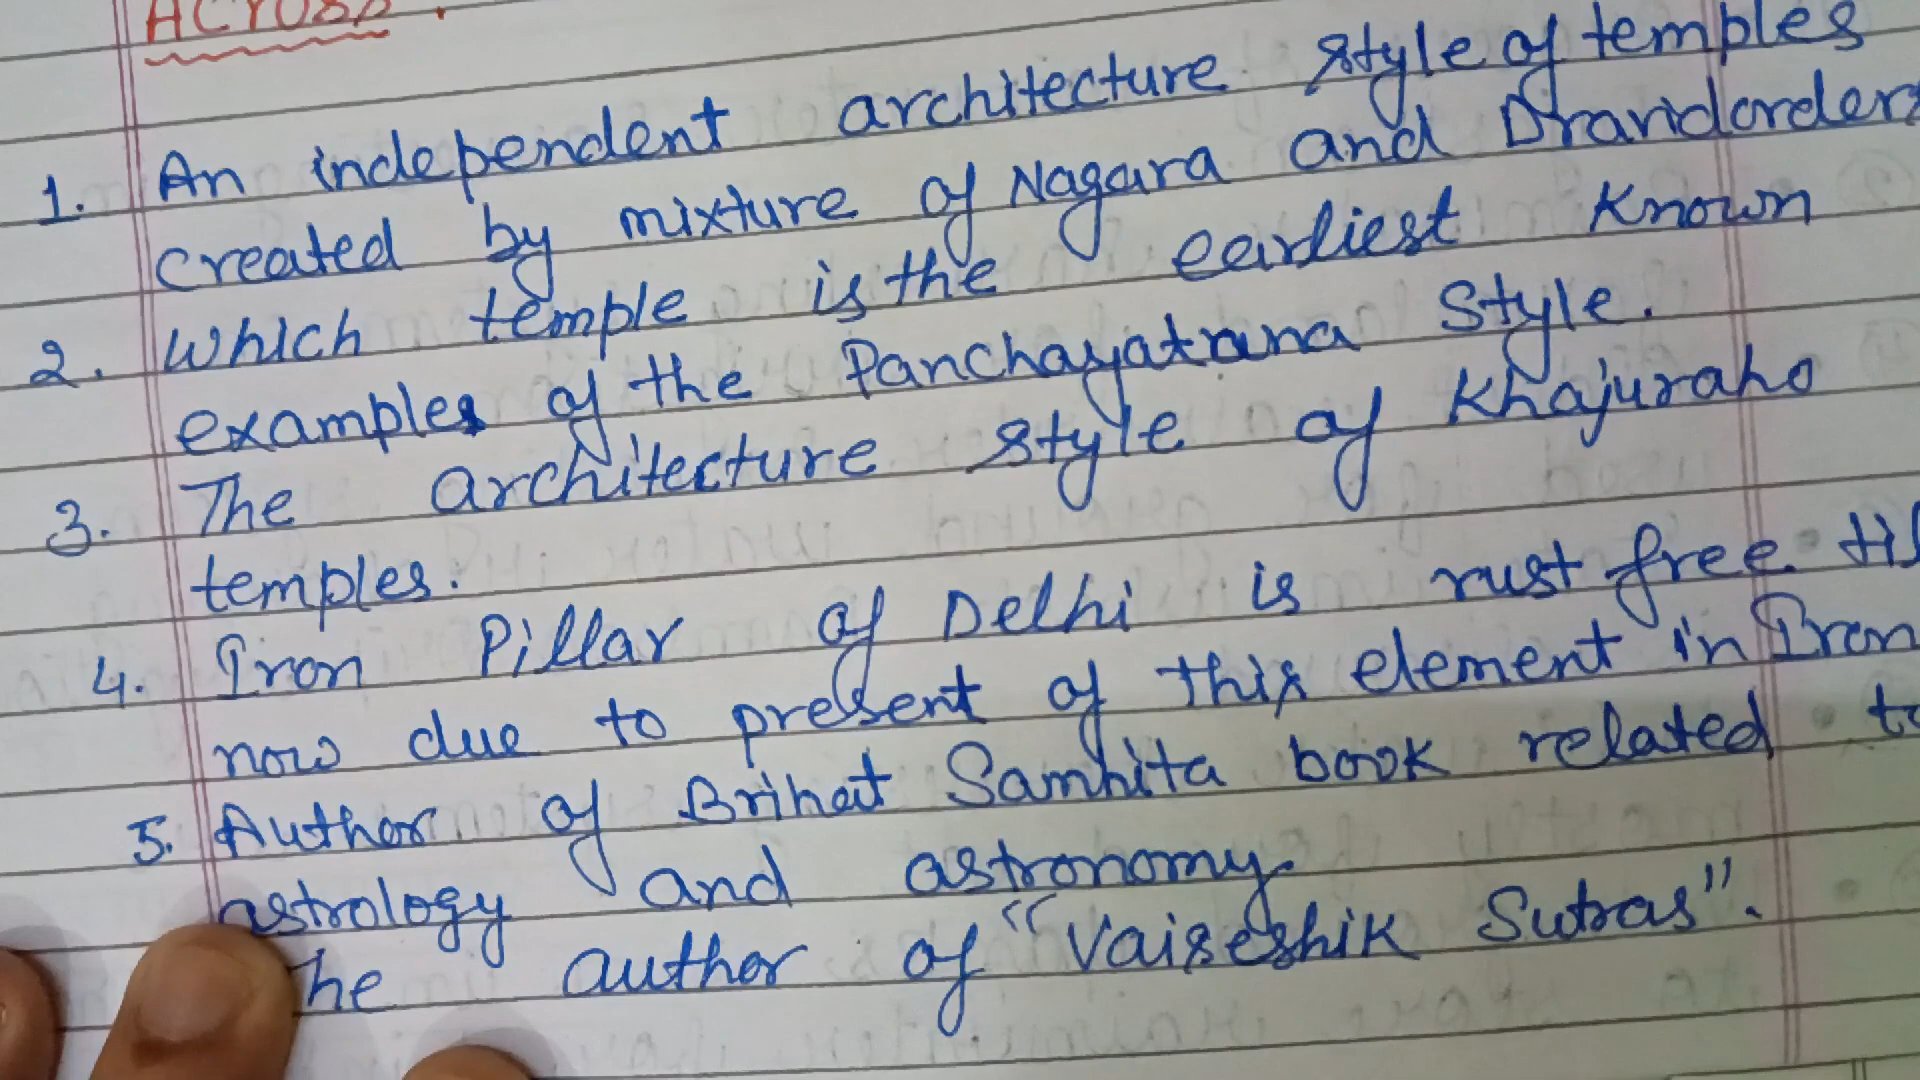 ACROSS.
1. An independent architecture style of temples
created by mixture of Nagara and Dravidorders
2. Which temple is the earliest known
examples of the Panchayatana Style.
3. The architecture style of Khajuraho
temples.
4. Iron Pillar of Delhi is rust free til
now due to present of this element in Iron
5. Author of Brihat Samhita book related to
astrology and astronomy.
he author of "Vaiseshik Sutras".